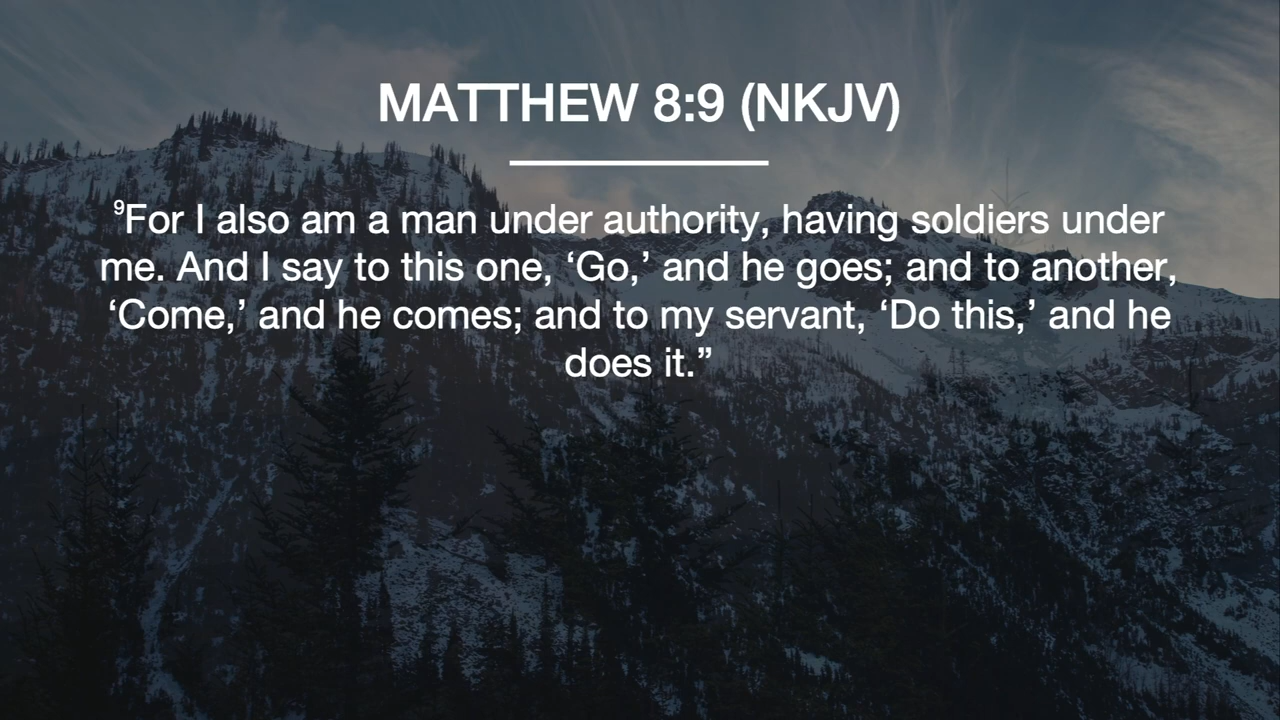 MATTHEW 8:9 (NKJV)
⁹For I also am a man under authority, having soldiers under
me. And I say to this one, ‘Go,’ and he goes; and to another,
‘Come,’ and he comes; and to my servant, ‘Do this,’ and he
does it.”